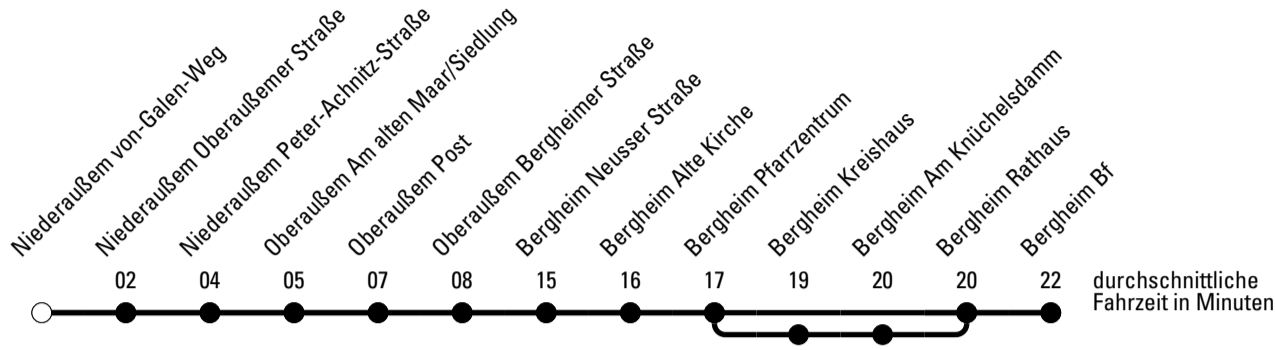 Niederaußem von-Galen-Weg
Niederaußem Oberaußemer Straße
Niederaußem Peter-Achnitz-Straße
Oberaußem Am alten Maar/Siedlung
Oberaußem Post
Oberaußem Bergheimer Straße
Bergheim Neusser Straße
Bergheim Alte Kirche
Bergheim Pfarrzentrum
Bergheim Kreishaus
Bergheim Am Knüchelsdamm
Bergheim Rathaus
Bergheim Bf
02 04 05 07 08 15 16 17 19 20 20 22
durchschnittliche
Fahrzeit in Minuten